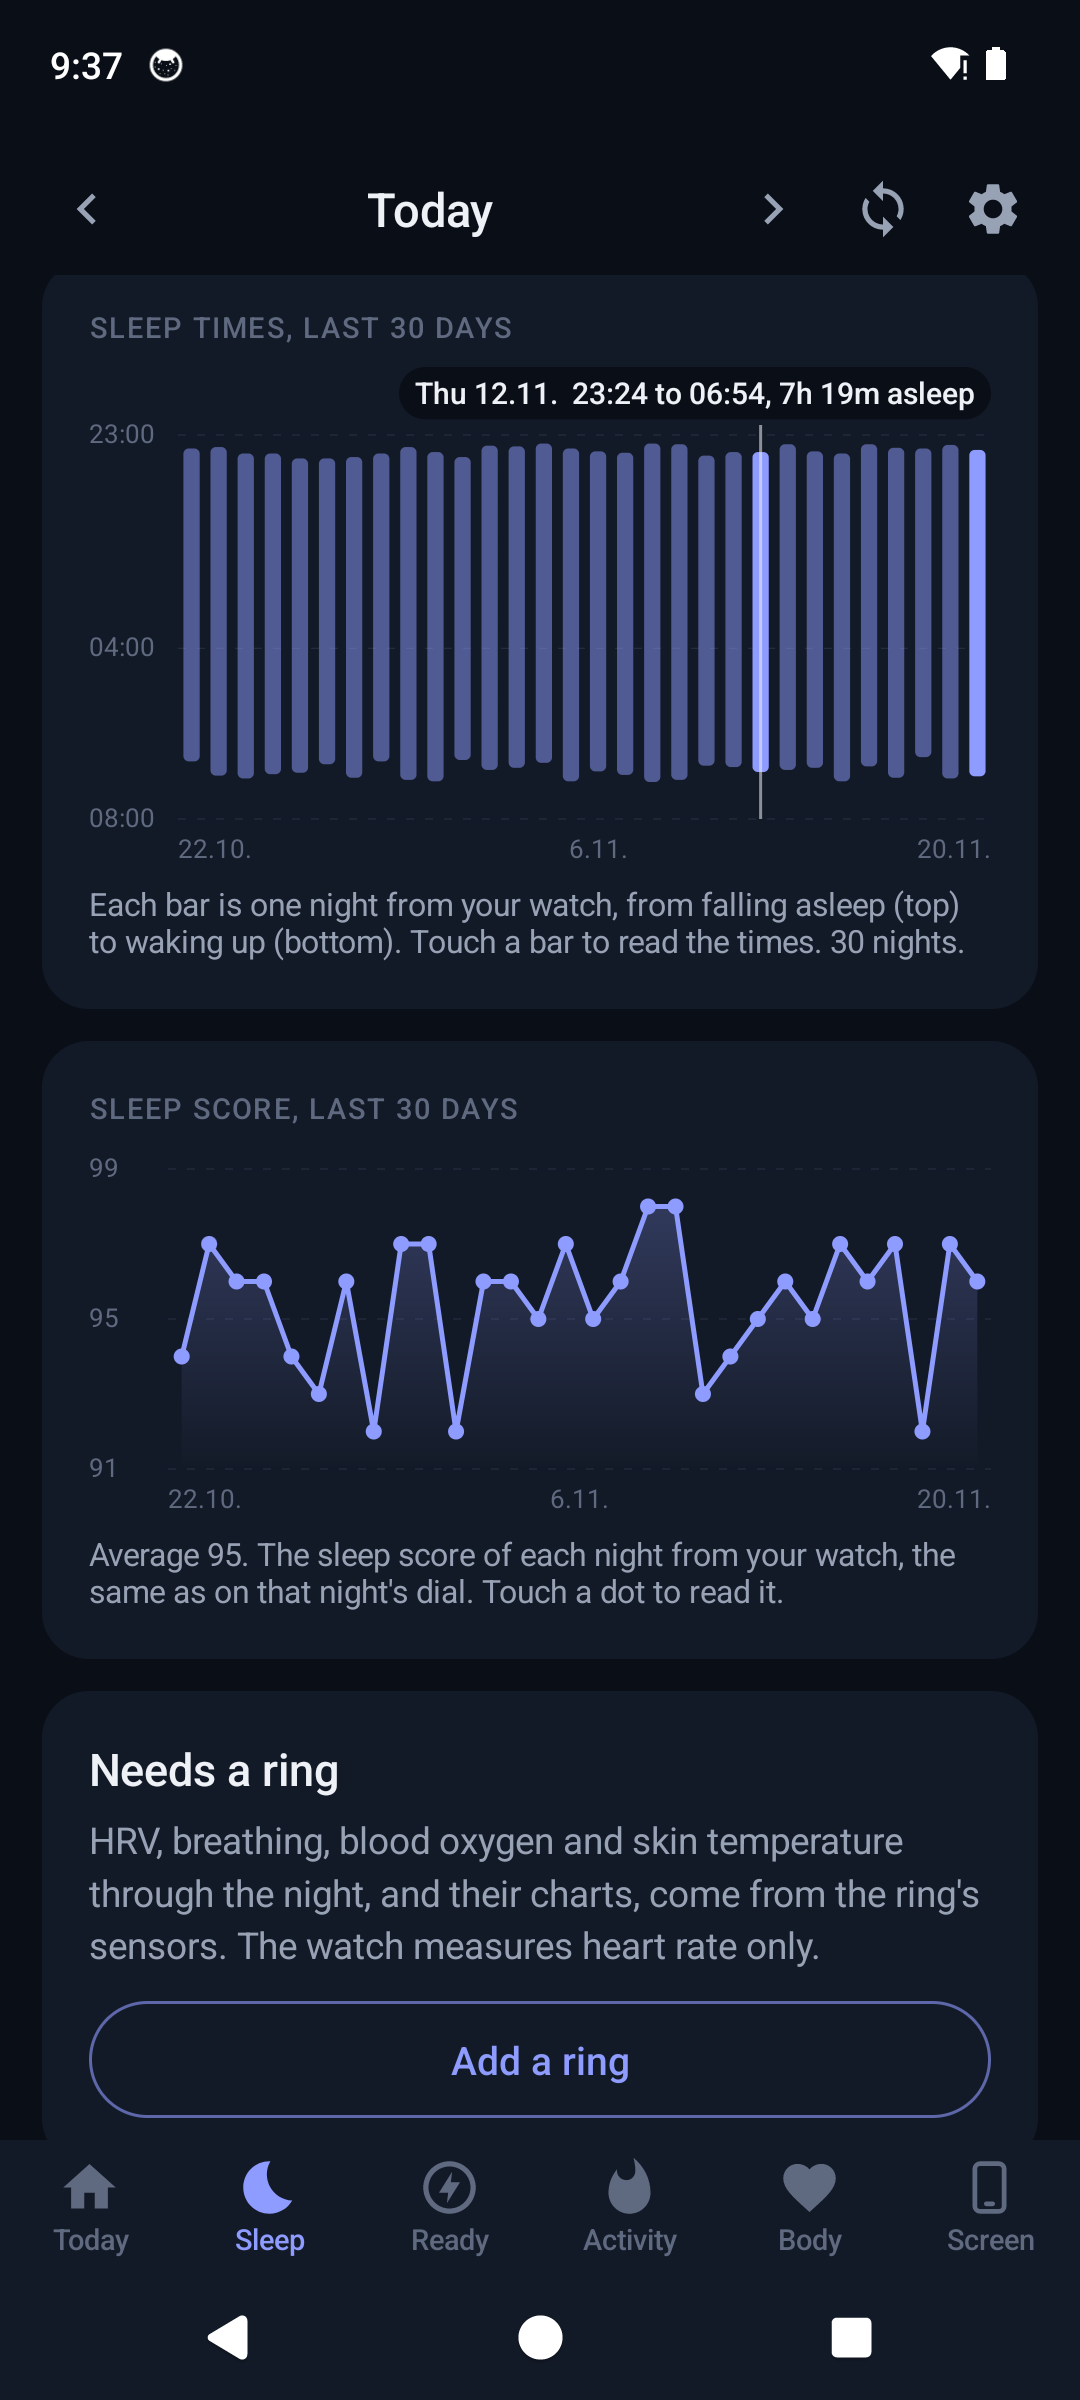 9:37
Today
SLEEP TIMES, LAST 30 DAYS
Thu 12.11. 23:24 to 06:54, 7h 19m asleep
23:00
04:00
08:00
22.10. 6.11. 20.11.
Each bar is one night from your watch, from falling asleep (top)
to waking up (bottom). Touch a bar to read the times. 30 nights.
SLEEP SCORE, LAST 30 DAYS
99
95
91
22.10. 6.11. 20.11.
Average 95. The sleep score of each night from your watch, the
same as on that night's dial. Touch a dot to read it.
Needs a ring
HRV, breathing, blood oxygen and skin temperature
through the night, and their charts, come from the ring's
sensors. The watch measures heart rate only.
Add a ring
Today Sleep Ready Activity Body Screen